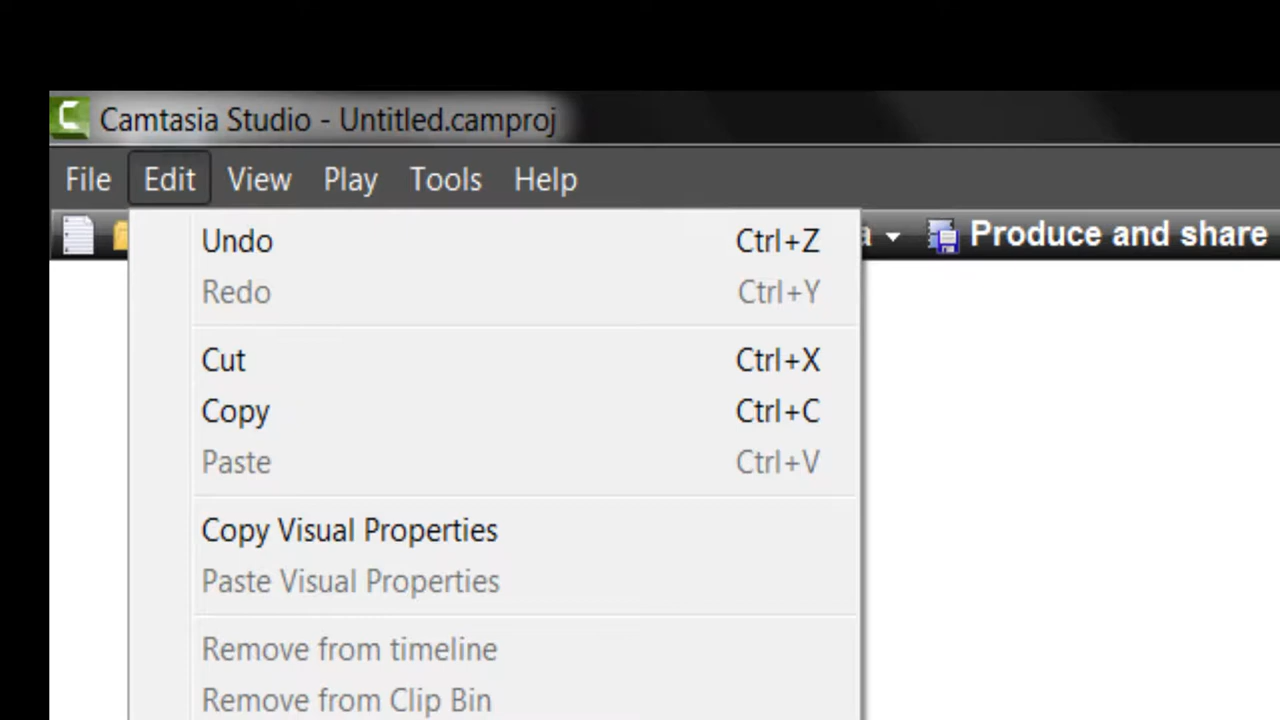 Camtasia Studio - Untitled.camproj
File Edit View Play Tools Help
Produce and share
Undo Ctrl+Z
Redo Ctrl+Y
Cut Ctrl+X
Copy Ctrl+C
Paste Ctrl+V
Copy Visual Properties
Paste Visual Properties
Remove from timeline
Remove from Clip Bin